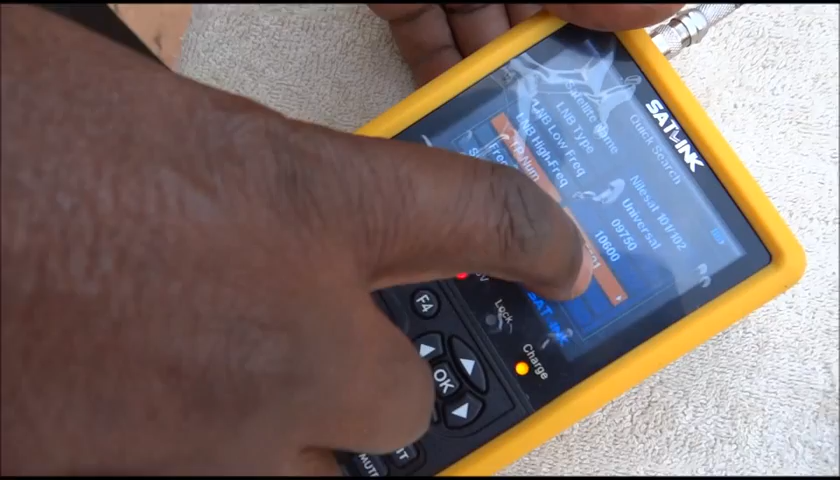 SATLINK
Quick Search
Satellite Name Nilesat 101/102
LNB Type Universal
LNB Low Freq 09750
LNB High-Freq 10600
TP Num
Lock
Charge
F4
OK
MUTE